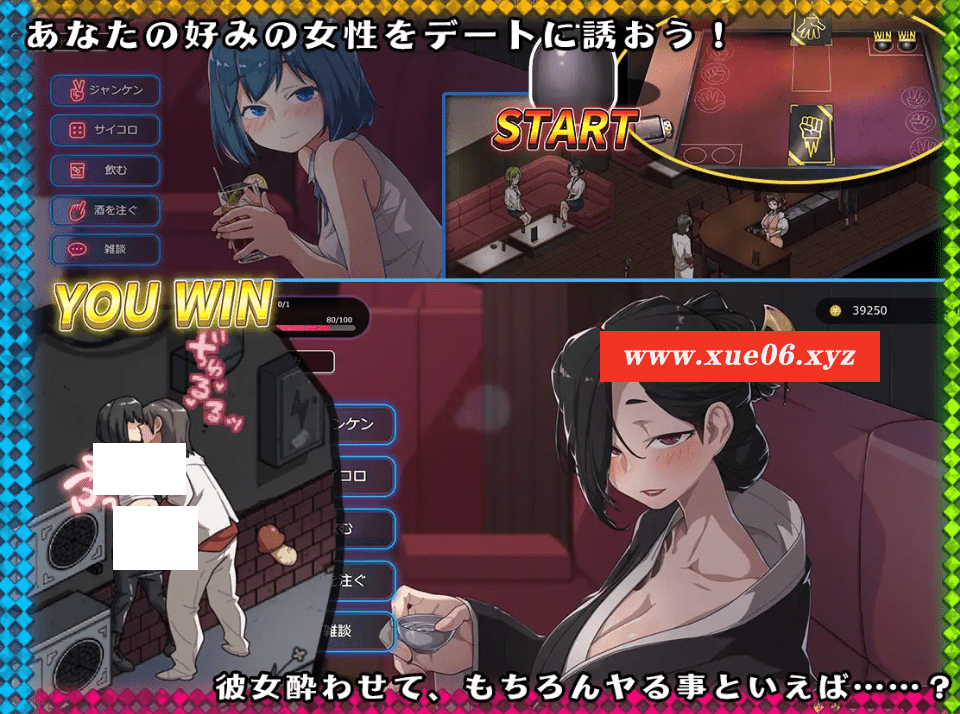 あなたの好みの女性をデートに誘おう！
ジャンケン
サイコロ
飲む
酒を注ぐ
雑談
START
WIN WIN
YOU WIN
0/1
80/100
39250
www.xue06.xyz
ンケン
コロ
む
注ぐ
雑談
彼女酔わせて、もちろんヤる事といえば……？